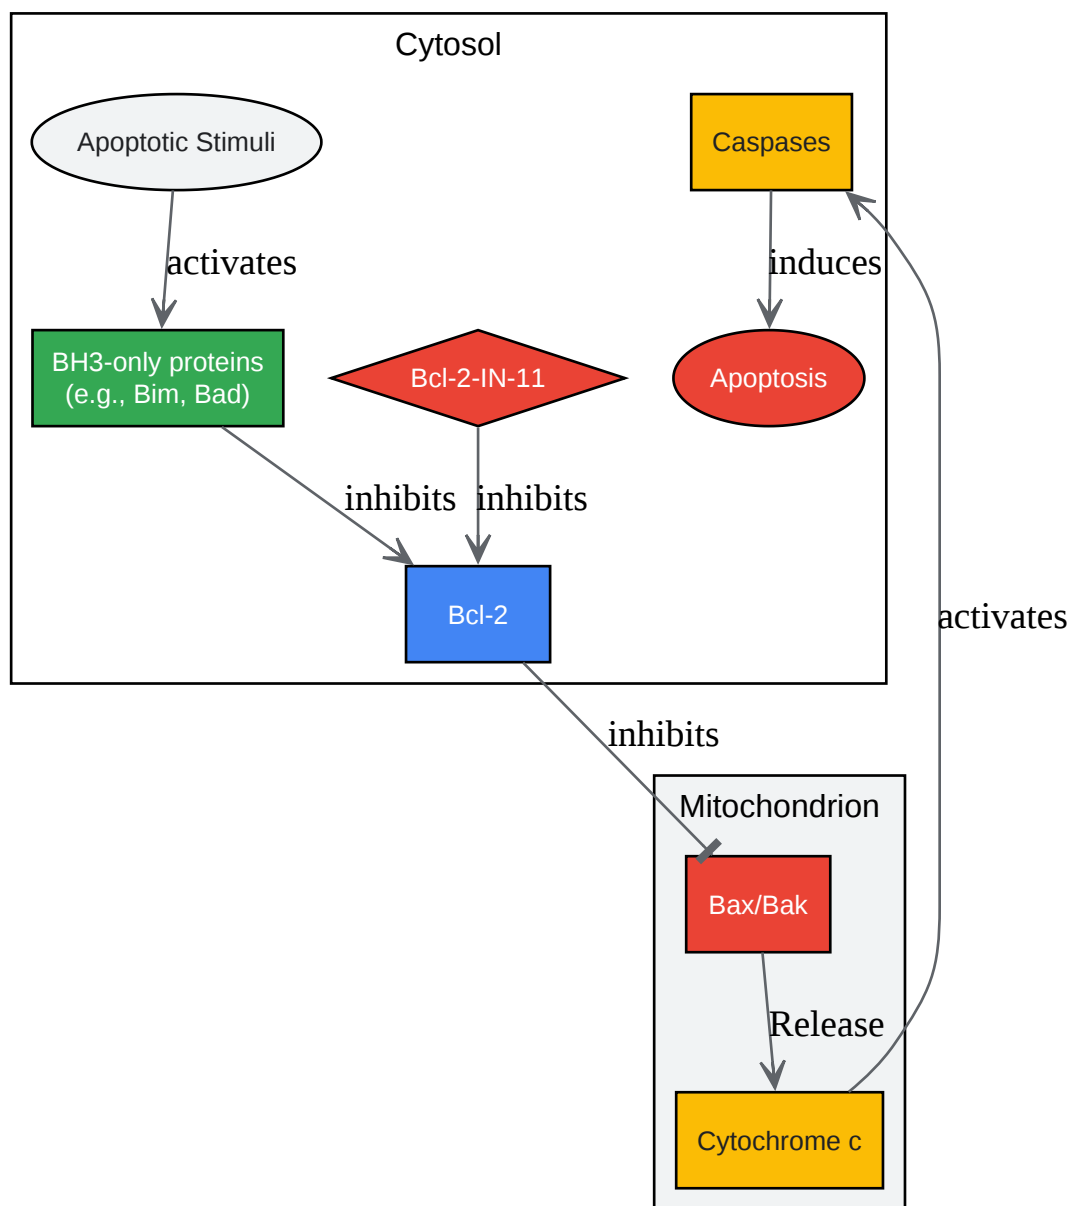 Cytosol
Apoptotic Stimuli
Caspases
activates
induces
BH3-only proteins
(e.g., Bim, Bad)
Bcl-2-IN-11
Apoptosis
inhibits
inhibits
Bcl-2
activates
inhibits
Mitochondrion
Bax/Bak
Release
Cytochrome c